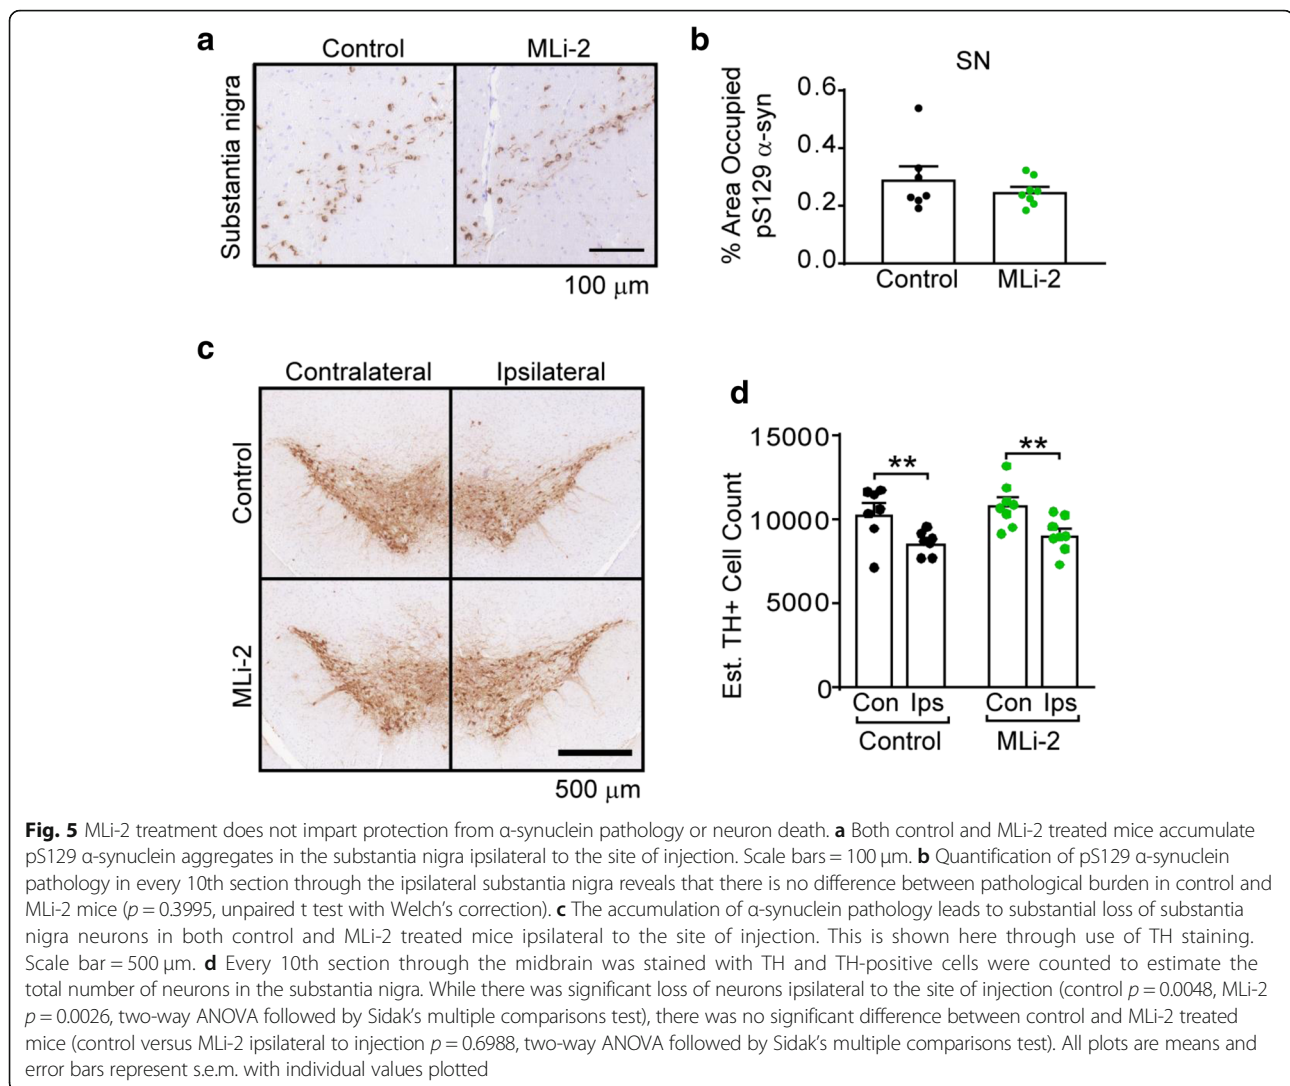 a
Control
MLi-2
Substantia nigra
100 μm
b
SN
% Area Occupied
pS129 α-syn
0.6
0.4
0.2
0.0
Control
MLi-2
c
Contralateral
Ipsilateral
Control
MLi-2
500 μm
d
Est. TH+ Cell Count
15000
10000
5000
0
**
**
Con Ips
Con Ips
Control
MLi-2
Fig. 5 MLi-2 treatment does not impart protection from α-synuclein pathology or neuron death. a Both control and MLi-2 treated mice accumulate
pS129 α-synuclein aggregates in the substantia nigra ipsilateral to the site of injection. Scale bars = 100 μm. b Quantification of pS129 α-synuclein
pathology in every 10th section through the ipsilateral substantia nigra reveals that there is no difference between pathological burden in control and
MLi-2 mice (p = 0.3995, unpaired t test with Welch's correction). c The accumulation of α-synuclein pathology leads to substantial loss of substantia
nigra neurons in both control and MLi-2 treated mice ipsilateral to the site of injection. This is shown here through use of TH staining.
Scale bar = 500 μm. d Every 10th section through the midbrain was stained with TH and TH-positive cells were counted to estimate the
total number of neurons in the substantia nigra. While there was significant loss of neurons ipsilateral to the site of injection (control p = 0.0048, MLi-2
p = 0.0026, two-way ANOVA followed by Sidak's multiple comparisons test), there was no significant difference between control and MLi-2 treated
mice (control versus MLi-2 ipsilateral to injection p = 0.6988, two-way ANOVA followed by Sidak's multiple comparisons test). All plots are means and
error bars represent s.e.m. with individual values plotted